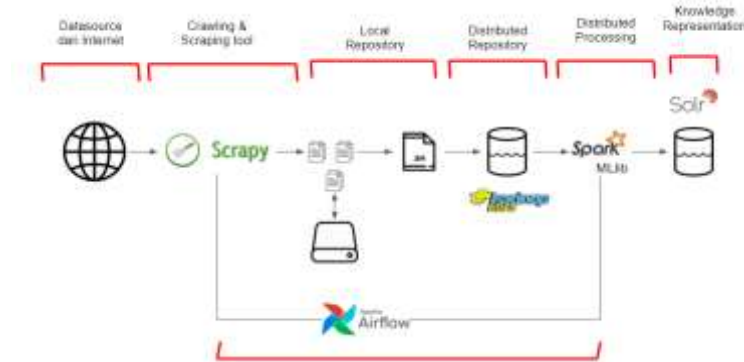 Datasource
dari Internet
Crawling &
Scraping tool
Local
Repository
Distributed
Repository
Distributed
Processing
Knowledge
Representation
Solr
Scrapy
Spark
MLlib
Apache
Airflow